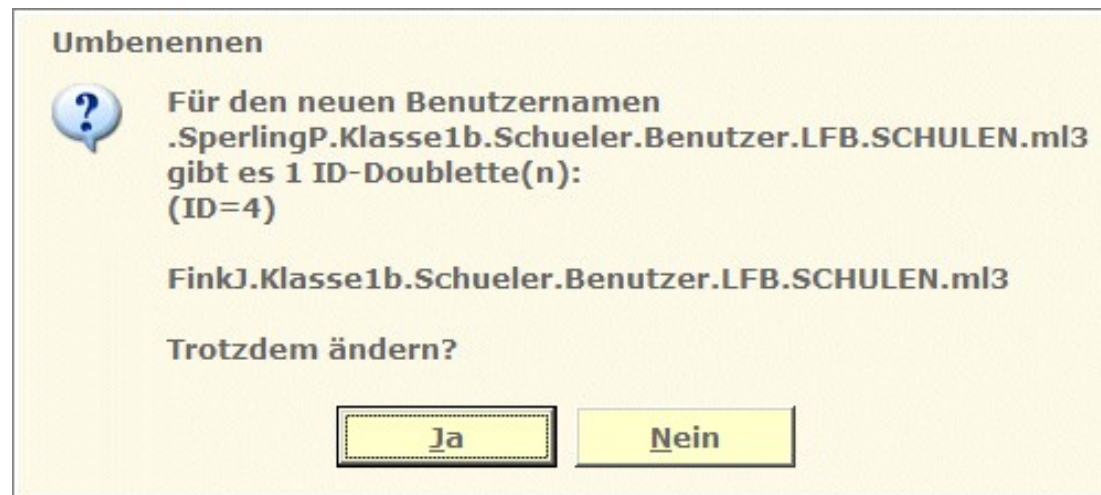 Umbenennen
?
Für den neuen Benutzernamen
.SperlingP.Klasse1b.Schueler.Benutzer.LFB.SCHULEN.ml3
gibt es 1 ID-Doublette(n):
(ID=4)
FinkJ.Klasse1b.Schueler.Benutzer.LFB.SCHULEN.ml3
Trotzdem ändern?
Ja Nein